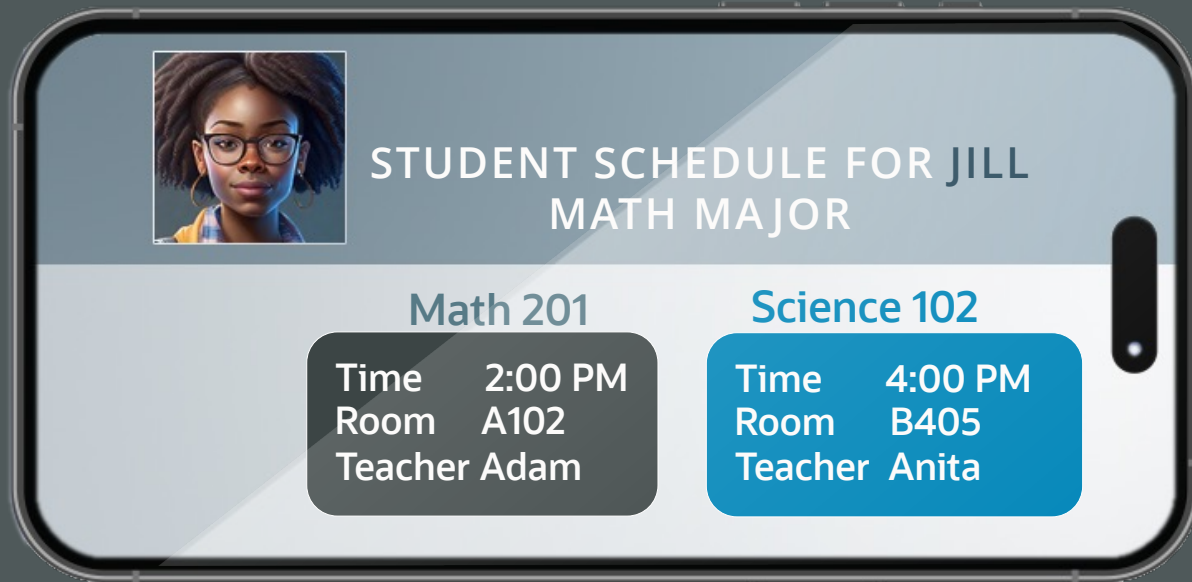 STUDENT SCHEDULE FOR JILL
MATH MAJOR
Math 201
Time 2:00 PM
Room A102
Teacher Adam
Science 102
Time 4:00 PM
Room B405
Teacher Anita